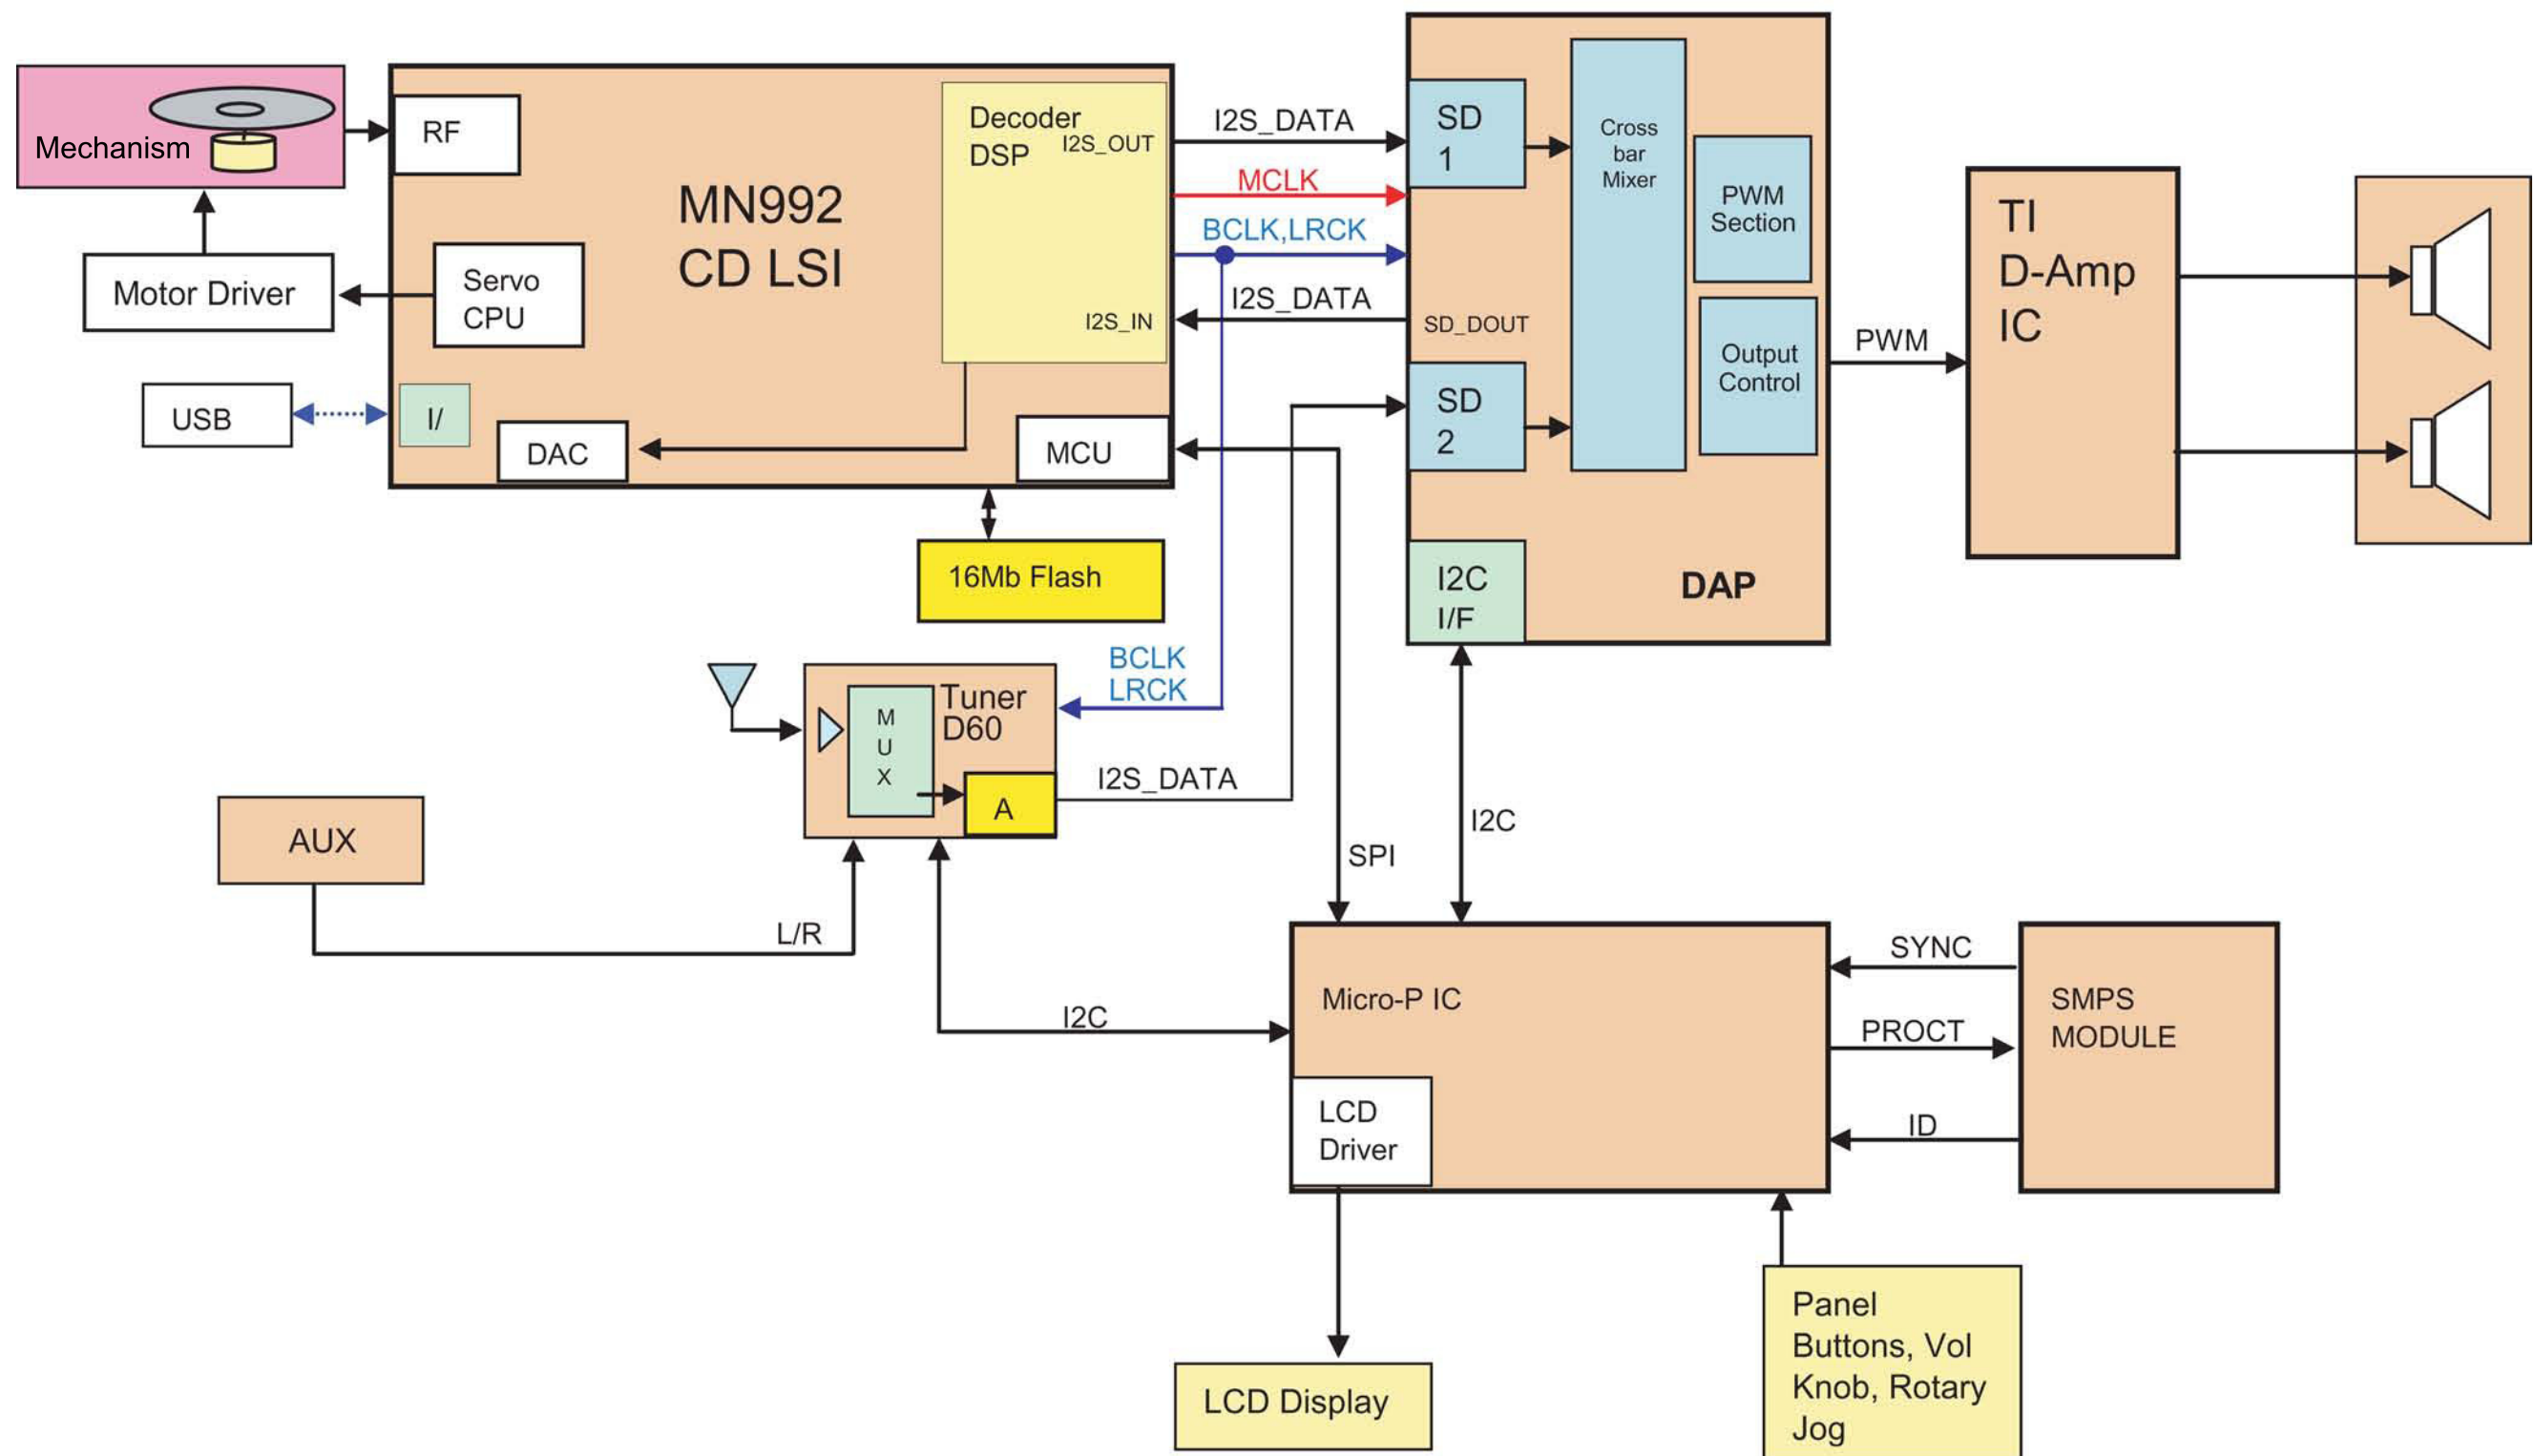 Mechanism
RF
MN992
CD LSI
Decoder
DSP
I2S_OUT
I2S_IN
Servo
CPU
Motor Driver
USB
I/
DAC
MCU
16Mb Flash
I2S_DATA
MCLK
BCLK,LRCK
I2S_DATA
SD
1
SD_DOUT
SD
2
Cross
bar
Mixer
PWM
Section
Output
Control
I2C
I/F
DAP
PWM
TI
D-Amp
IC
BCLK
LRCK
M
U
X
Tuner
D60
A
I2S_DATA
AUX
L/R
I2C
SPI
I2C
Micro-P IC
LCD
Driver
SYNC
PROCT
ID
SMPS
MODULE
LCD Display
Panel
Buttons, Vol
Knob, Rotary
Jog